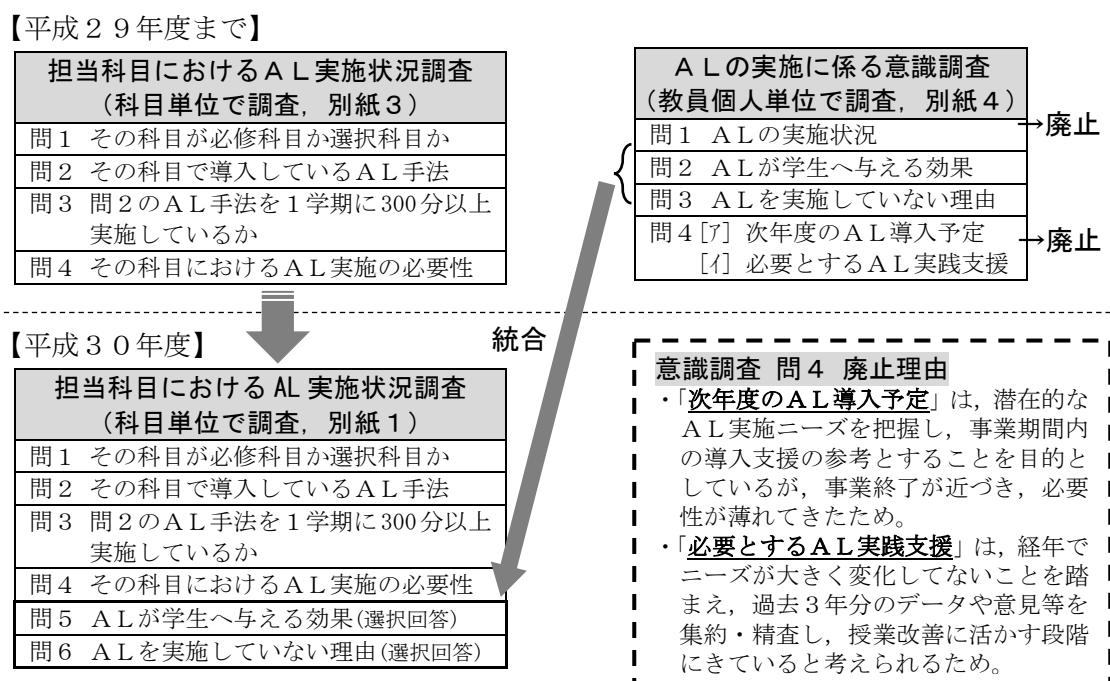 【平成２９年度まで】
担当科目におけるＡＬ実施状況調査
（科目単位で調査，別紙３）
問１ その科目が必修科目か選択科目か
問２ その科目で導入しているＡＬ手法
問３ 問２のＡＬ手法を１学期に300分以上
実施しているか
問４ その科目におけるＡＬ実施の必要性
ＡＬの実施に係る意識調査
（教員個人単位で調査，別紙４）
問１ ＡＬの実施状況
→廃止
問２ ＡＬが学生へ与える効果
問３ ＡＬを実施していない理由
問４[ア] 次年度のＡＬ導入予定
→廃止
[イ] 必要とするＡＬ実践支援
統合
【平成３０年度】
担当科目における AL 実施状況調査
（科目単位で調査，別紙１）
問１ その科目が必修科目か選択科目か
問２ その科目で導入しているＡＬ手法
問３ 問２のＡＬ手法を１学期に300分以上
実施しているか
問４ その科目におけるＡＬ実施の必要性
問５ ＡＬが学生へ与える効果(選択回答)
問６ ＡＬを実施していない理由(選択回答)
意識調査 問４ 廃止理由
・「次年度のＡＬ導入予定」は，潜在的な
ＡＬ実施ニーズを把握し，事業期間内
の導入支援の参考とすることを目的と
しているが，事業終了が近づき，必要
性が薄れてきたため。
・「必要とするＡＬ実践支援」は，経年で
ニーズが大きく変化してないことを踏
まえ，過去３年分のデータや意見等を
集約・精査し，授業改善に活かす段階
にきていると考えられるため。